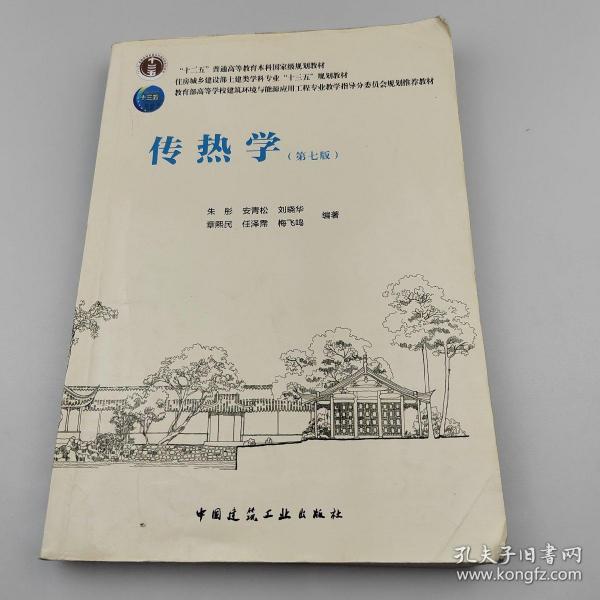 十二五
"十二五"普通高等教育本科国家级规划教材
住房城乡建设部土建类学科专业"十三五"规划教材
十三五
教育部高等学校建筑环境与能源应用工程专业教学指导分委员会规划推荐教材
传热学（第七版）
朱 彤 安青松 刘晓华
章熙民 任泽霈 梅飞鸣 编著
中国建筑工业出版社
孔夫子旧书网
www.kongfz.com